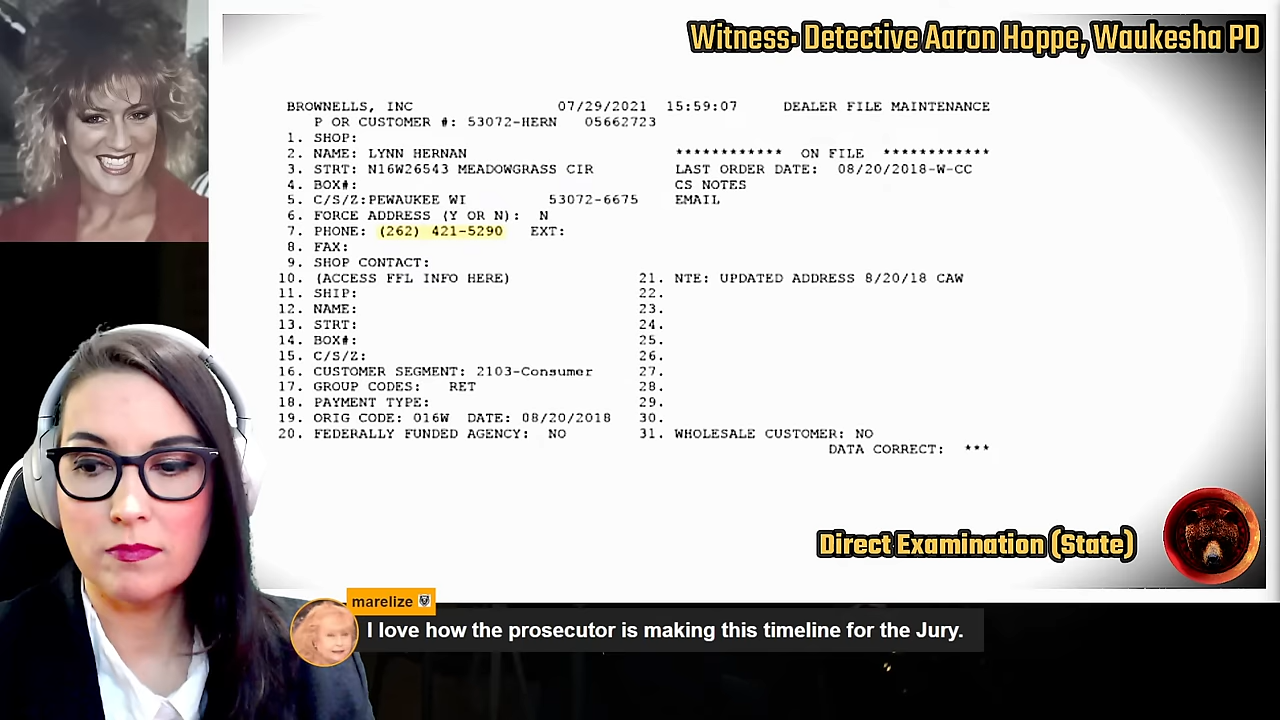 Witness: Detective Aaron Hoppe, Waukesha PD
BROWNELLS, INC 07/29/2021 15:59:07 DEALER FILE MAINTENANCE
P OR CUSTOMER #: 53072-HERN 05662723
1. SHOP:
2. NAME: LYNN HERNAN ************ ON FILE ************
3. STRT: N16W26543 MEADOWGRASS CIR LAST ORDER DATE: 08/20/2018-W-CC
4. BOX#: CS NOTES
5. C/S/Z:PEWAUKEE WI 53072-6675 EMAIL
6. FORCE ADDRESS (Y OR N): N
7. PHONE: (262) 421-5290 EXT:
8. FAX:
9. SHOP CONTACT:
10. (ACCESS FFL INFO HERE) 21. NTE: UPDATED ADDRESS 8/20/18 CAW
11. SHIP: 22.
12. NAME: 23.
13. STRT: 24.
14. BOX#: 25.
15. C/S/Z: 26.
16. CUSTOMER SEGMENT: 2103-Consumer 27.
17. GROUP CODES: RET 28.
18. PAYMENT TYPE: 29.
19. ORIG CODE: 016W DATE: 08/20/2018 30.
20. FEDERALLY FUNDED AGENCY: NO 31. WHOLESALE CUSTOMER: NO
DATA CORRECT: ***
Direct Examination (State)
marelize
I love how the prosecutor is making this timeline for the Jury.